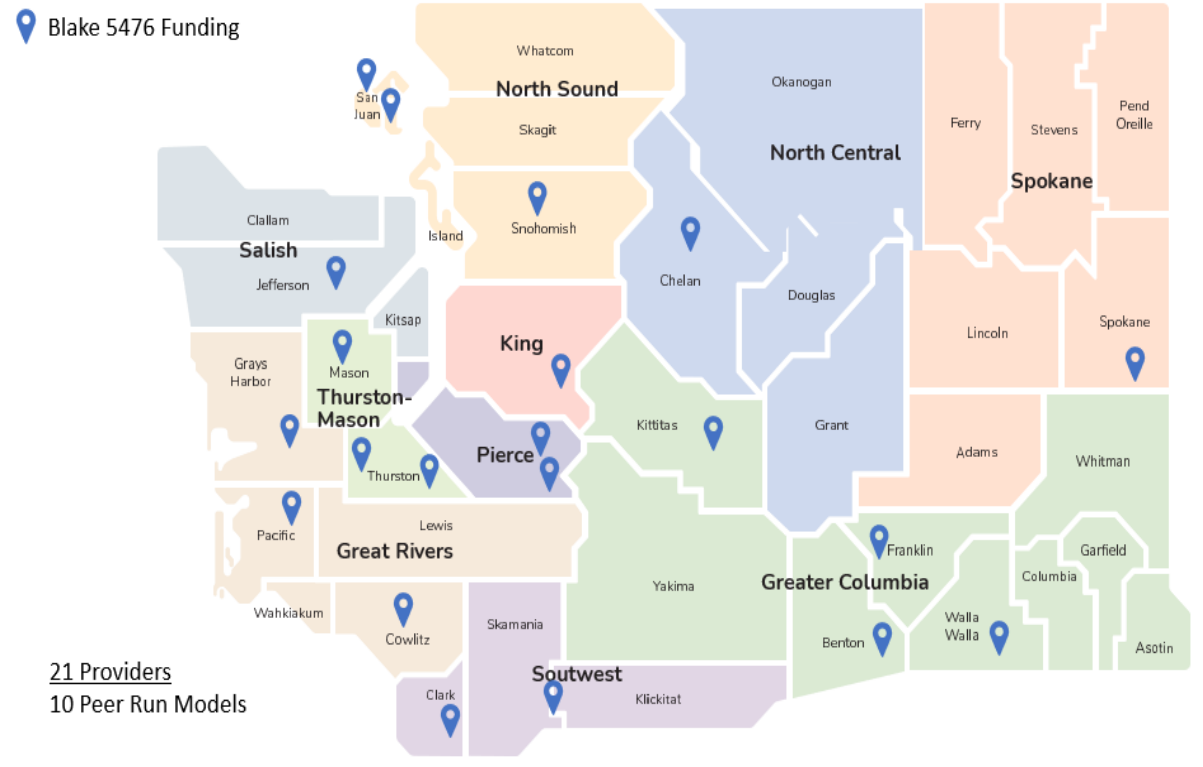 Blake 5476 Funding
Whatcom
North Sound
San
Juan
Skagit
Okanogan
North Central
Ferry
Stevens
Pend
Oreille
Spokane
Clallam
Salish
Jefferson
Island
Snohomish
Chelan
Douglas
Kitsap
King
Lincoln
Spokane
Grays
Harbor
Mason
Thurston-
Mason
Thurston
Pierce
Kittitas
Grant
Adams
Whitman
Pacific
Lewis
Great Rivers
Yakima
Greater Columbia
Franklin
Garfield
Columbia
Wahkiakum
Cowlitz
Skamania
Benton
Walla
Walla
Asotin
Soutwest
Clark
Klickitat
21 Providers
10 Peer Run Models